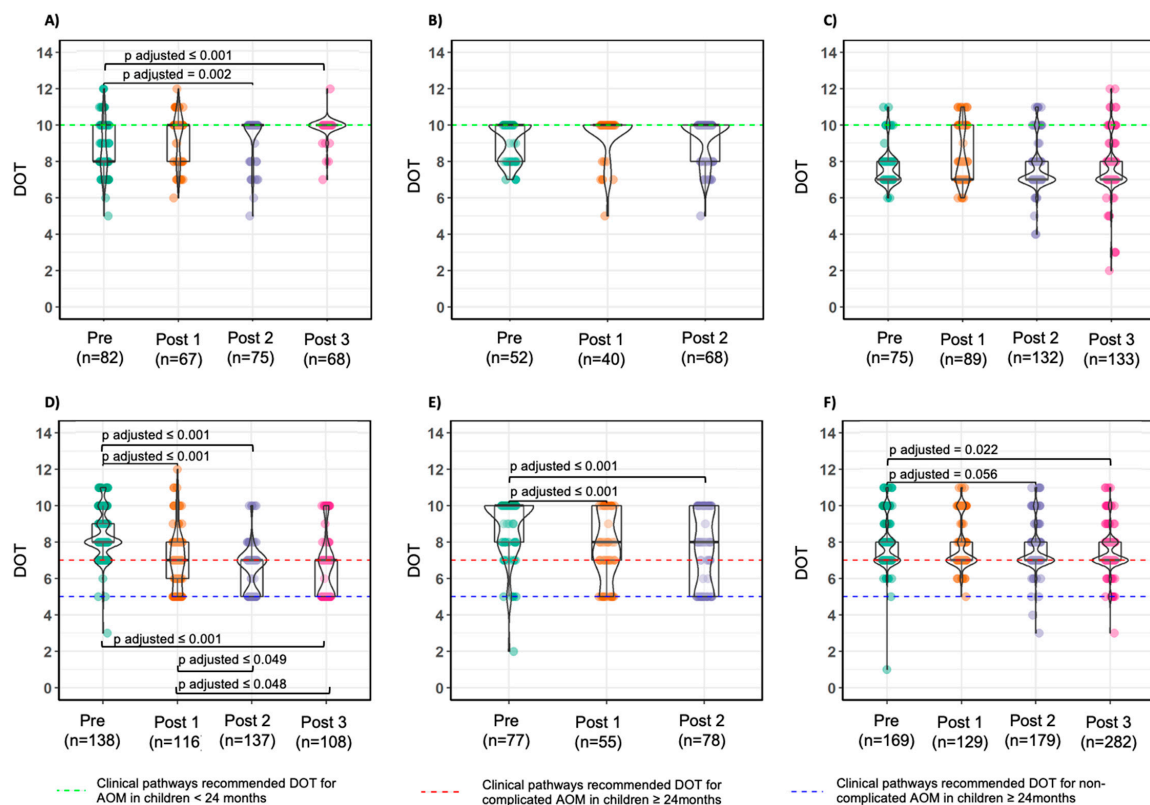 A)
B)
C)
14
12
10
8
6
4
2
0
DOT
p adjusted ≤ 0.001
p adjusted = 0.002
Pre
(n=82)
Post 1
(n=67)
Post 2
(n=75)
Post 3
(n=68)
14
12
10
8
6
4
2
0
DOT
Pre
(n=52)
Post 1
(n=40)
Post 2
(n=68)
14
12
10
8
6
4
2
0
DOT
Pre
(n=75)
Post 1
(n=89)
Post 2
(n=132)
Post 3
(n=133)
D)
E)
F)
14
12
10
8
6
4
2
0
DOT
p adjusted ≤ 0.001
p adjusted ≤ 0.001
p adjusted ≤ 0.001
p adjusted ≤ 0.049
p adjusted ≤ 0.048
Pre
(n=138)
Post 1
(n=116)
Post 2
(n=137)
Post 3
(n=108)
14
12
10
8
6
4
2
0
DOT
p adjusted ≤ 0.001
p adjusted ≤ 0.001
Pre
(n=77)
Post 1
(n=55)
Post 2
(n=78)
14
12
10
8
6
4
2
0
DOT
p adjusted = 0.022
p adjusted = 0.056
Pre
(n=169)
Post 1
(n=129)
Post 2
(n=179)
Post 3
(n=282)
Clinical pathways recommended DOT for
AOM in children < 24 months
Clinical pathways recommended DOT for
complicated AOM in children ≥ 24months
Clinical pathways recommended DOT for non-
complicated AOM in children ≥ 24months